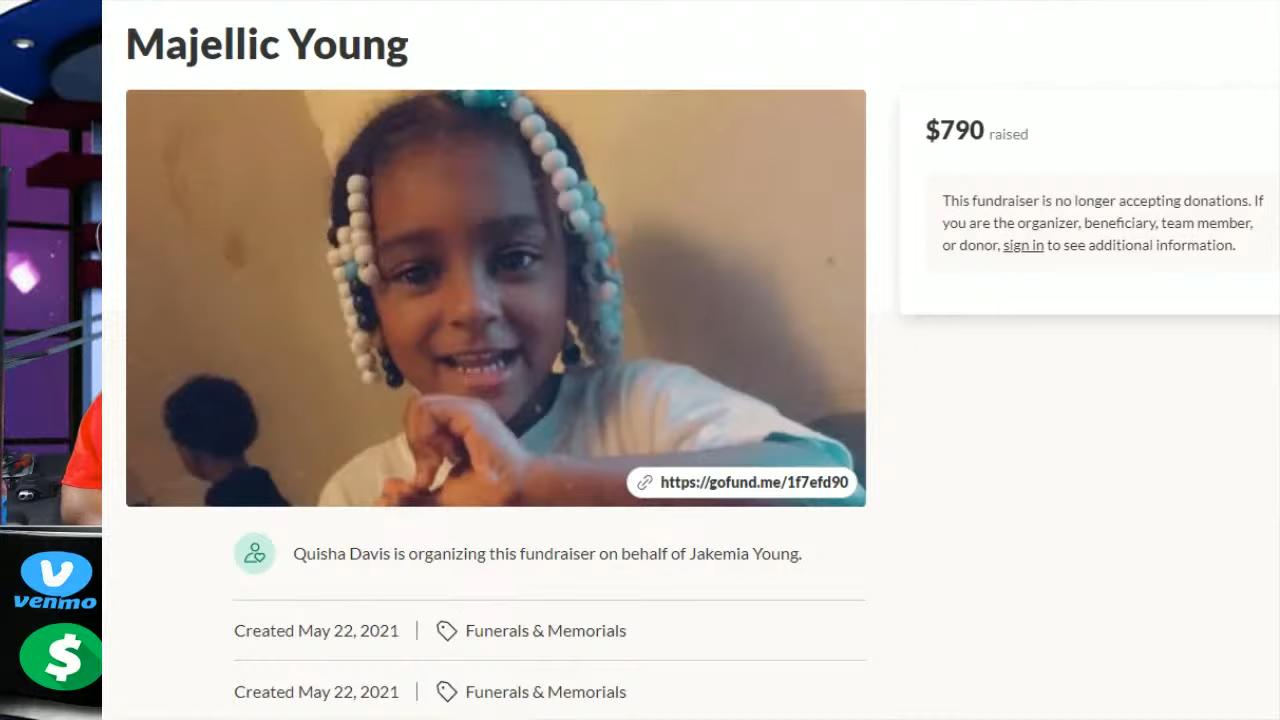 Majellic Young
$790 raised
This fundraiser is no longer accepting donations. If
you are the organizer, beneficiary, team member,
or donor, sign in to see additional information.
https://gofund.me/1f7efd90
Quisha Davis is organizing this fundraiser on behalf of Jakemia Young.
Created May 22, 2021 | Funerals & Memorials
Created May 22, 2021 | Funerals & Memorials
V
venmo
$